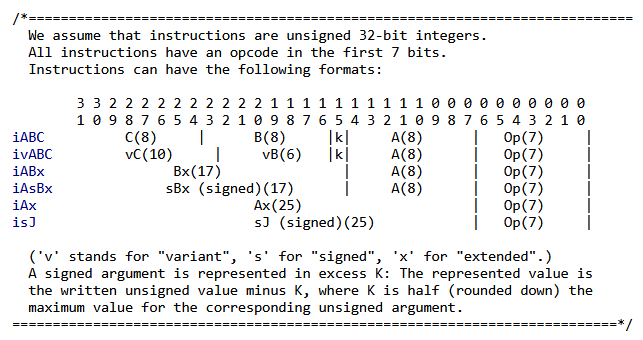 /*===========================================================================
  We assume that instructions are unsigned 32-bit integers.
  All instructions have an opcode in the first 7 bits.
  Instructions can have the following formats:

        3 3 2 2 2 2 2 2 2 2 2 2 1 1 1 1 1 1 1 1 1 1 0 0 0 0 0 0 0 0 0 0
        1 0 9 8 7 6 5 4 3 2 1 0 9 8 7 6 5 4 3 2 1 0 9 8 7 6 5 4 3 2 1 0
iABC          C(8)     |      B(8)     |k|     A(8)      |   Op(7)     |
ivABC         vC(10)     |     vB(6)   |k|     A(8)      |   Op(7)     |
iABx                Bx(17)               |     A(8)      |   Op(7)     |
iAsBx              sBx (signed)(17)      |     A(8)      |   Op(7)     |
iAx                           Ax(25)                     |   Op(7)     |
isJ                           sJ (signed)(25)            |   Op(7)     |

  ('v' stands for "variant", 's' for "signed", 'x' for "extended".)
  A signed argument is represented in excess K: The represented value is
  the written unsigned value minus K, where K is half (rounded down) the
  maximum value for the corresponding unsigned argument.
===========================================================================*/